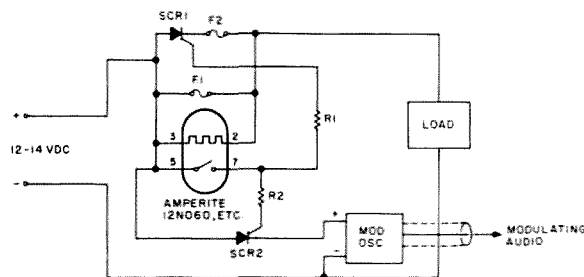 SCR1
F2
F1
R1
+
12-14 VDC
-
3
2
5
7
AMPERITE
12N060, ETC.
R2
SCR2
LOAD
+
-
MOD
OSC
MODULATING
AUDIO